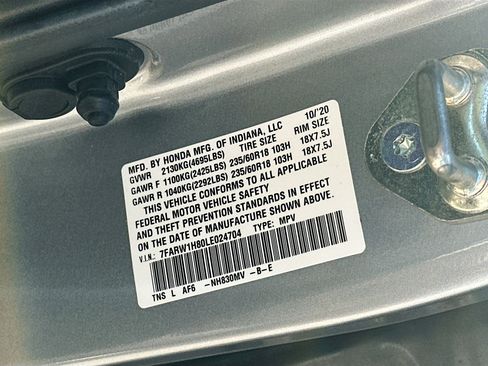 MFD. BY HONDA MFG. OF INDIANA, LLC 10/'20
GVWR 2130KG(4695LBS) TIRE SIZE RIM SIZE
GAWR F 1100KG(2425LBS) 235/60R18 103H 18X7.5J
GAWR R 1040KG(2292LBS) 235/60R18 103H 18X7.5J
THIS VEHICLE CONFORMS TO ALL APPLICABLE
FEDERAL MOTOR VEHICLE SAFETY
AND THEFT PREVENTION STANDARDS IN EFFECT
ON THE DATE OF MANUFACTURE SHOWN ABOVE.
V.I.N.: 7FARW1H80LE024704 TYPE: MPV
TNS L AF6 -NH830MV -B-E